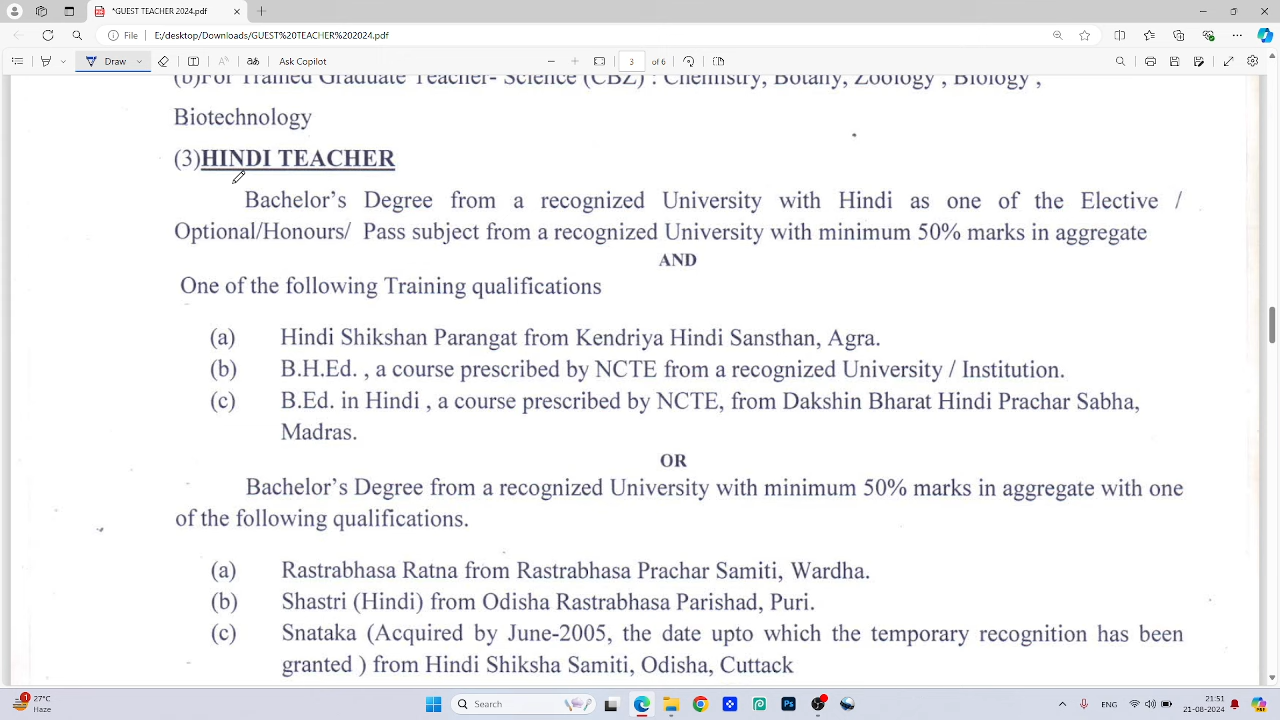 *GUEST TEACHER 2024.pdf
File E:/desktop/Downloads/GUEST%20TEACHER%202024.pdf
Draw Ask Copilot 3 of 6
(b)For Trained Graduate Teacher- Science (CBZ) : Chemistry, Botany, Zoology , Biology ,
Biotechnology
(3)HINDI TEACHER
Bachelor's Degree from a recognized University with Hindi as one of the Elective /
Optional/Honours/ Pass subject from a recognized University with minimum 50% marks in aggregate
AND
One of the following Training qualifications
(a) Hindi Shikshan Parangat from Kendriya Hindi Sansthan, Agra.
(b) B.H.Ed. , a course prescribed by NCTE from a recognized University / Institution.
(c) B.Ed. in Hindi , a course prescribed by NCTE, from Dakshin Bharat Hindi Prachar Sabha,
Madras.
OR
Bachelor's Degree from a recognized University with minimum 50% marks in aggregate with one
of the following qualifications.
(a) Rastrabhasa Ratna from Rastrabhasa Prachar Samiti, Wardha.
(b) Shastri (Hindi) from Odisha Rastrabhasa Parishad, Puri.
(c) Snataka (Acquired by June-2005, the date upto which the temporary recognition has been
granted ) from Hindi Shiksha Samiti, Odisha, Cuttack
27°C
Haze
Search
21:51
21-08-2024